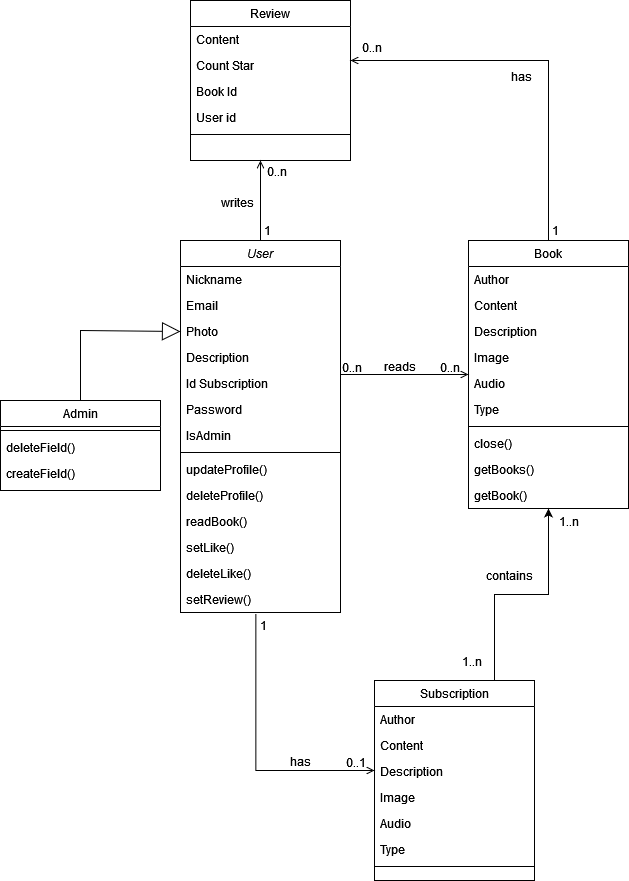 Review
Content
Count Star
Book Id
User id
0..n
has
0..n
writes
1
1
User
Nickname
Email
Photo
Description
Id Subscription
Password
IsAdmin
updateProfile()
deleteProfile()
readBook()
setLike()
deleteLike()
setReview()
Book
Author
Content
Description
Image
Audio
Type
close()
getBooks()
getBook()
0..n
reads
0..n
Admin
deleteField()
createField()
1..n
contains
1..n
1
has
0..1
Subscription
Author
Content
Description
Image
Audio
Type